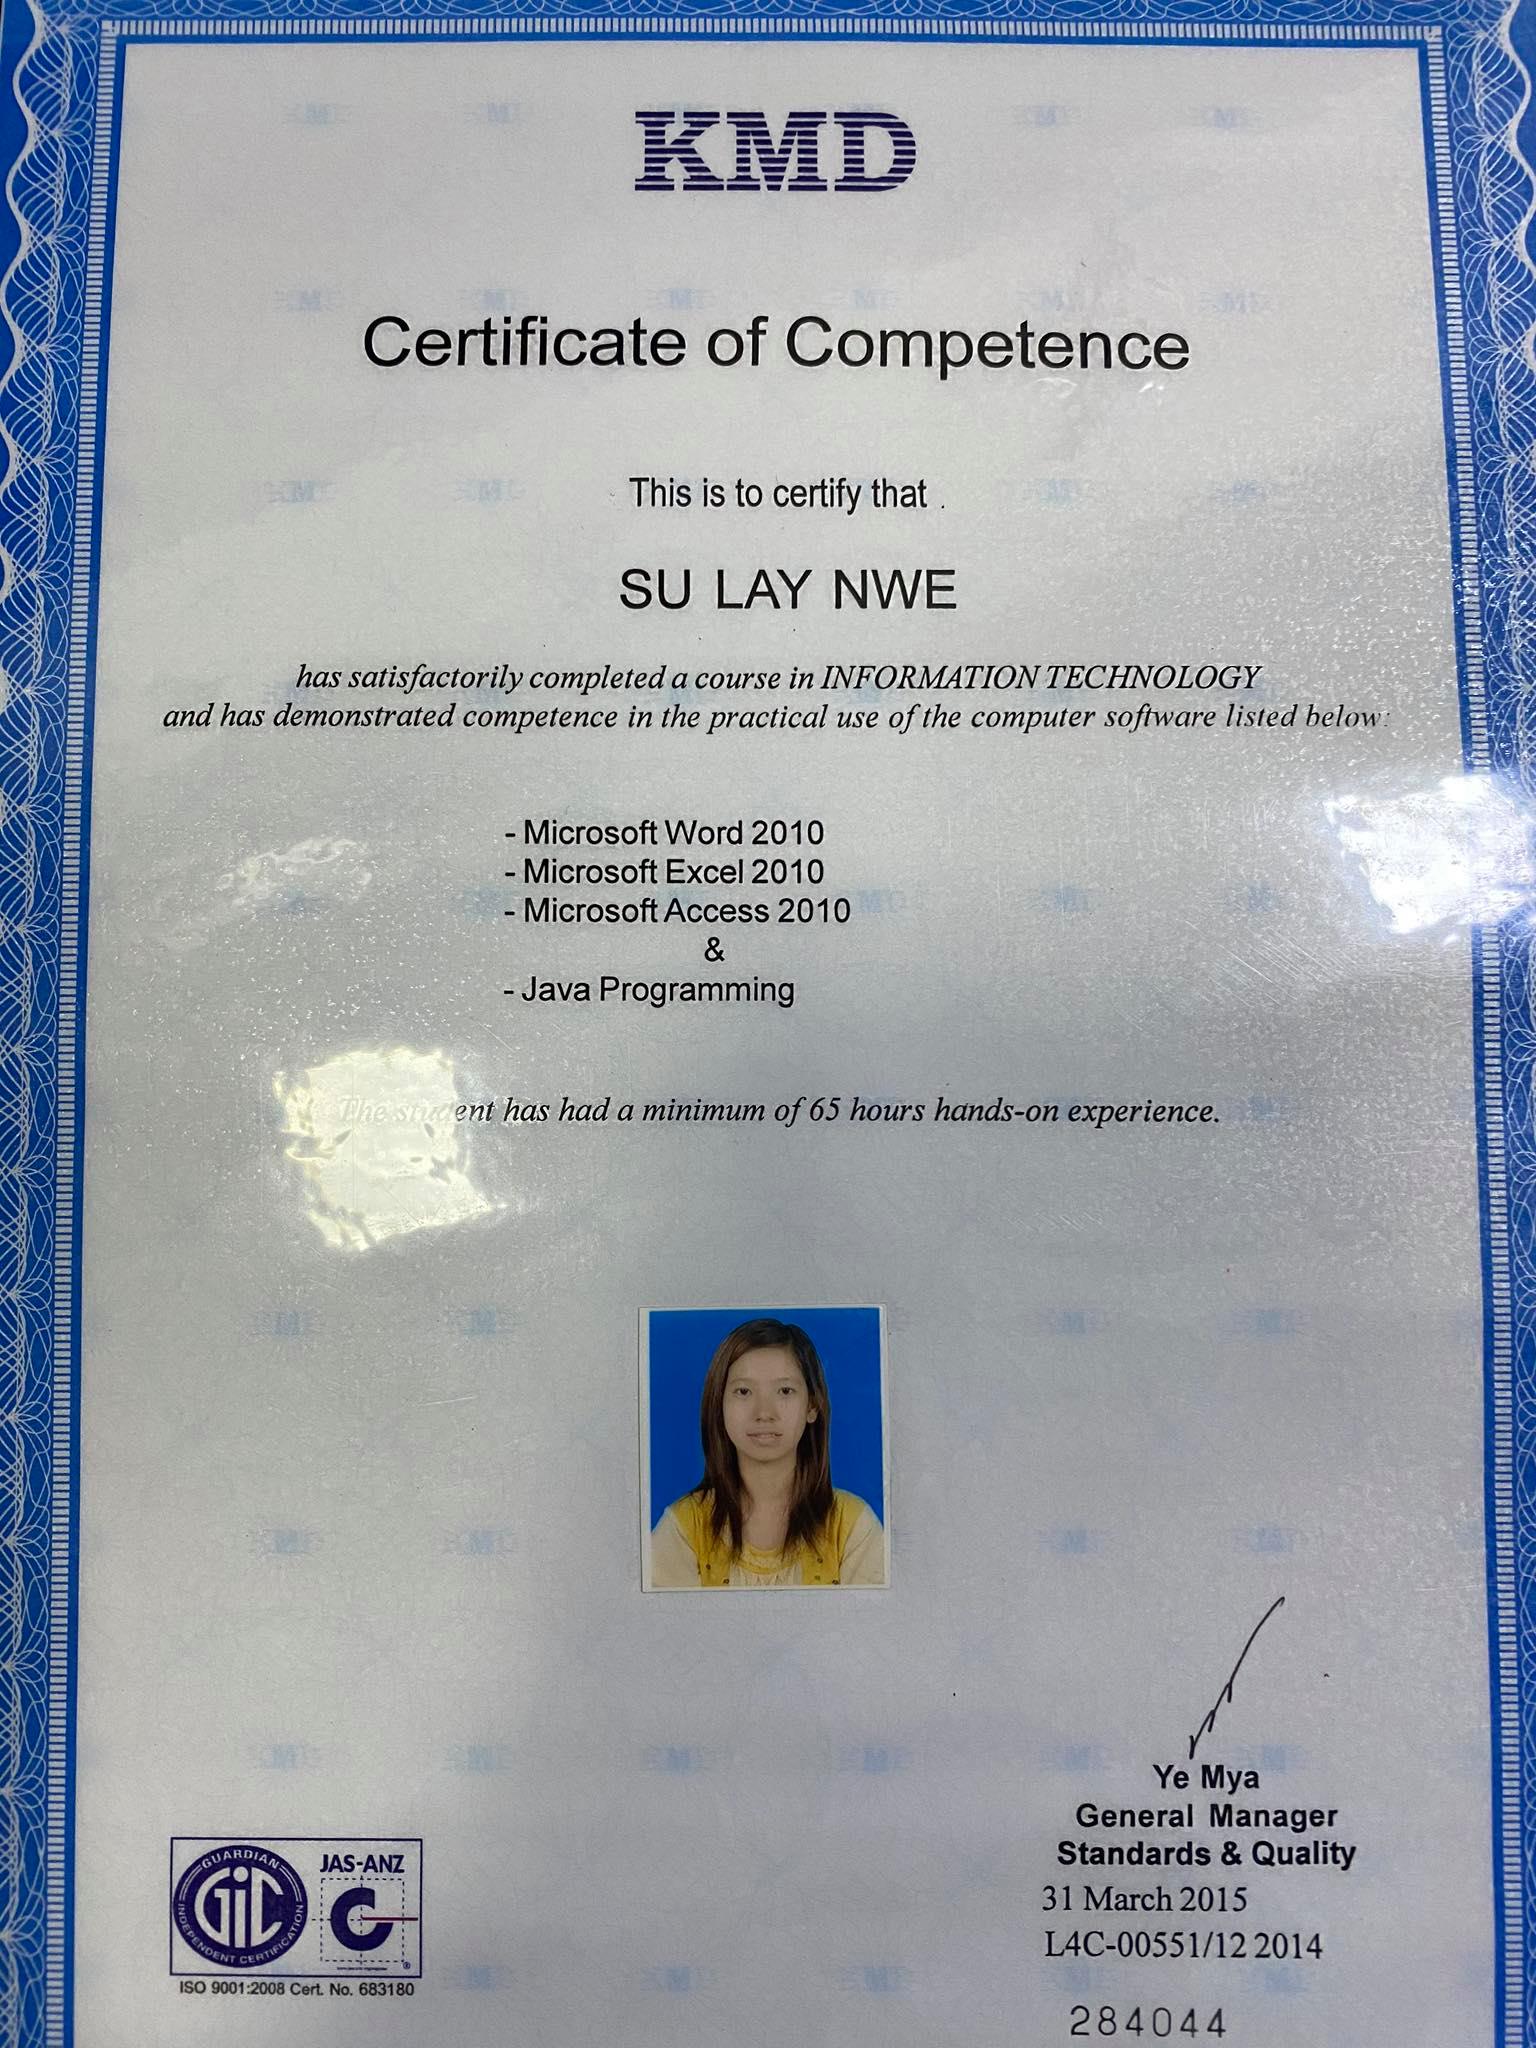 KMD
Certificate of Competence
This is to certify that
SU LAY NWE
has satisfactorily completed a course in INFORMATION TECHNOLOGY
and has demonstrated competence in the practical use of the computer software listed below:
- Microsoft Word 2010
- Microsoft Excel 2010
- Microsoft Access 2010
&
- Java Programming
The student has had a minimum of 65 hours hands-on experience.
Ye Mya
General Manager
Standards & Quality
31 March 2015
L4C-00551/12 2014
284044
GUARDIAN
GIC
INDEPENDENT CERTIFICATION
JAS-ANZ
ISO 9001:2008 Cert. No. 683180